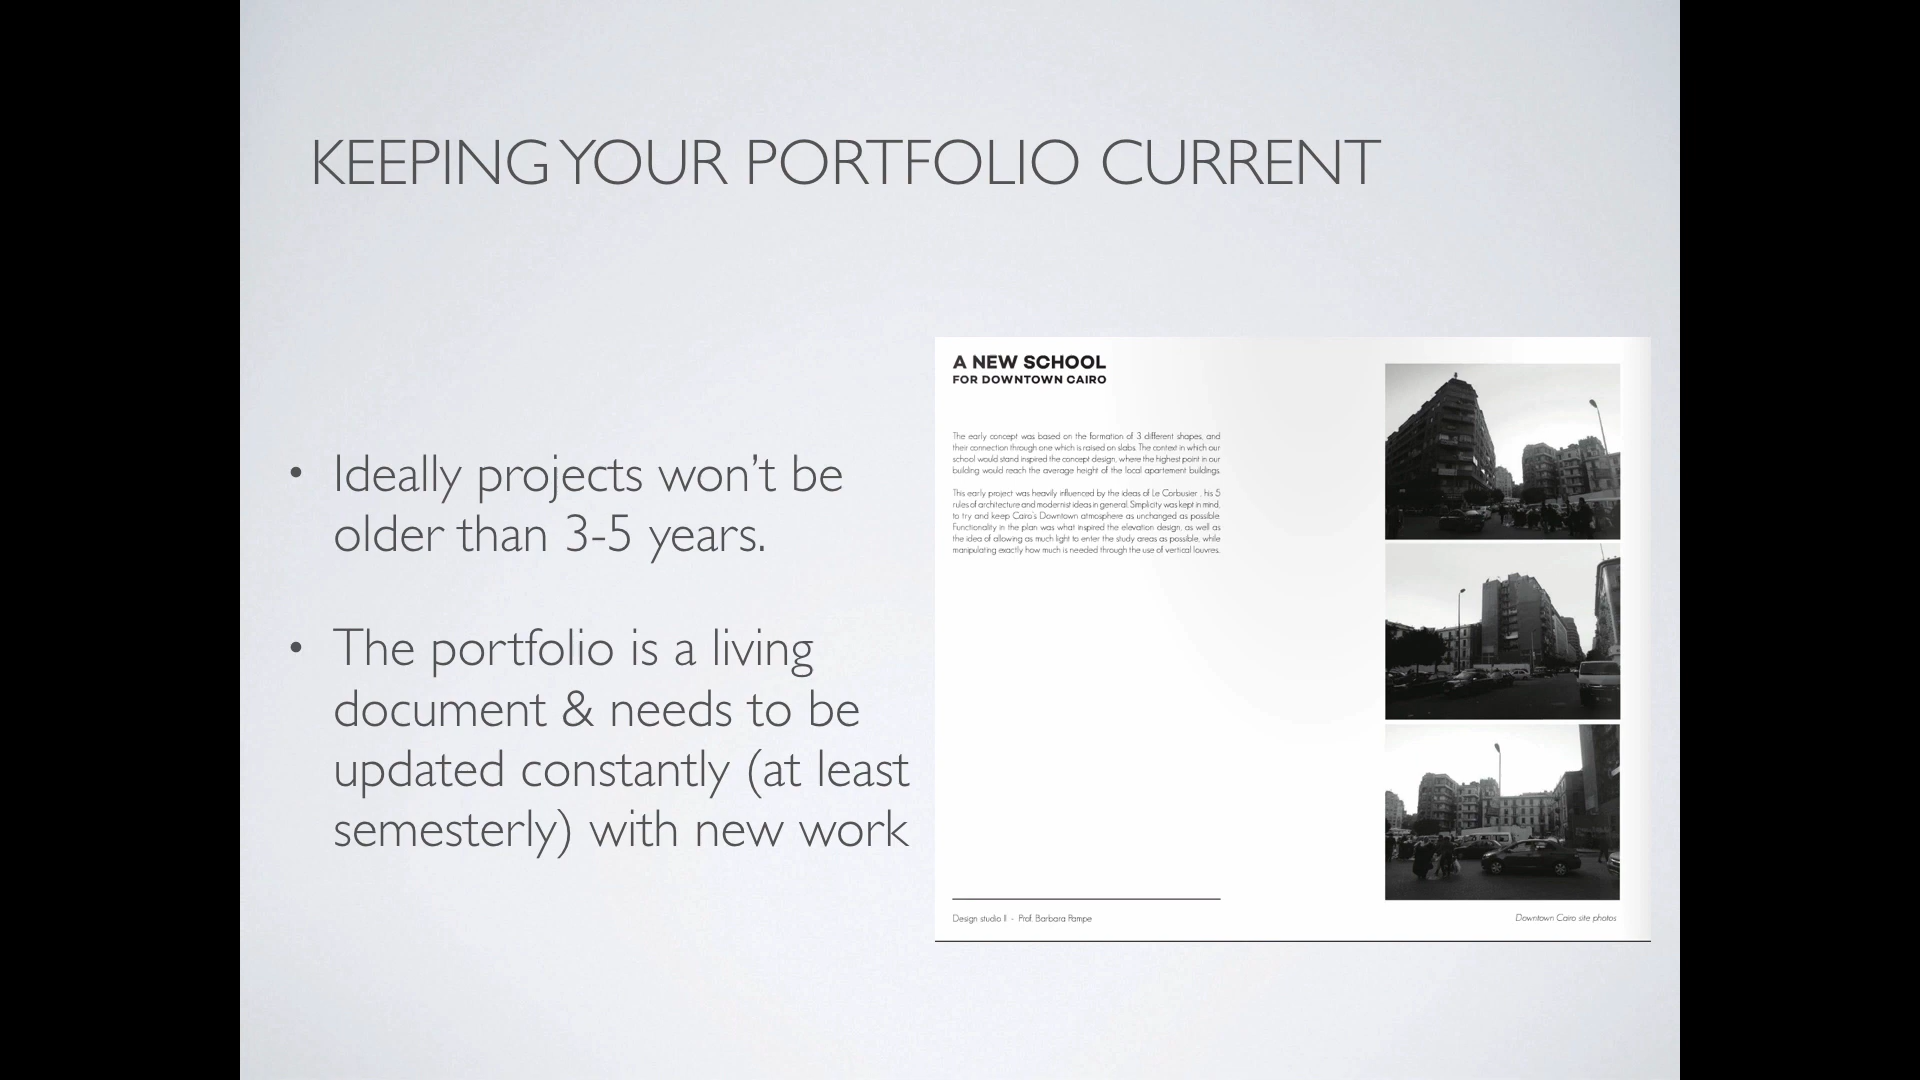 KEEPING YOUR PORTFOLIO CURRENT
• Ideally projects won’t be
older than 3-5 years.
• The portfolio is a living
document & needs to be
updated constantly (at least
semesterly) with new work
A NEW SCHOOL
FOR DOWNTOWN CAIRO
The early concept was based on the formation of 3 different shapes, and
their connection through one which is raised on slabs. The context in which our
school would stand inspired the concept design, where the highest point in our
building would reach the average height of the local apartement buildings.
This early project was heavily influenced by the ideas of Le Corbusier , his 5
rules of architecture and modernist ideas in general. Simplicity was kept in mind,
to try and keep Cairo's Downtown atmosphere as unchanged as possible.
Functionality in the plan was what inspired the elevation design, as well as
the idea of allowing as much light to enter the study areas as possible, while
manipulating exactly how much is needed through the use of vertical louvres.
Design studio II - Prof. Barbara Pampe
Downtown Cairo site photos